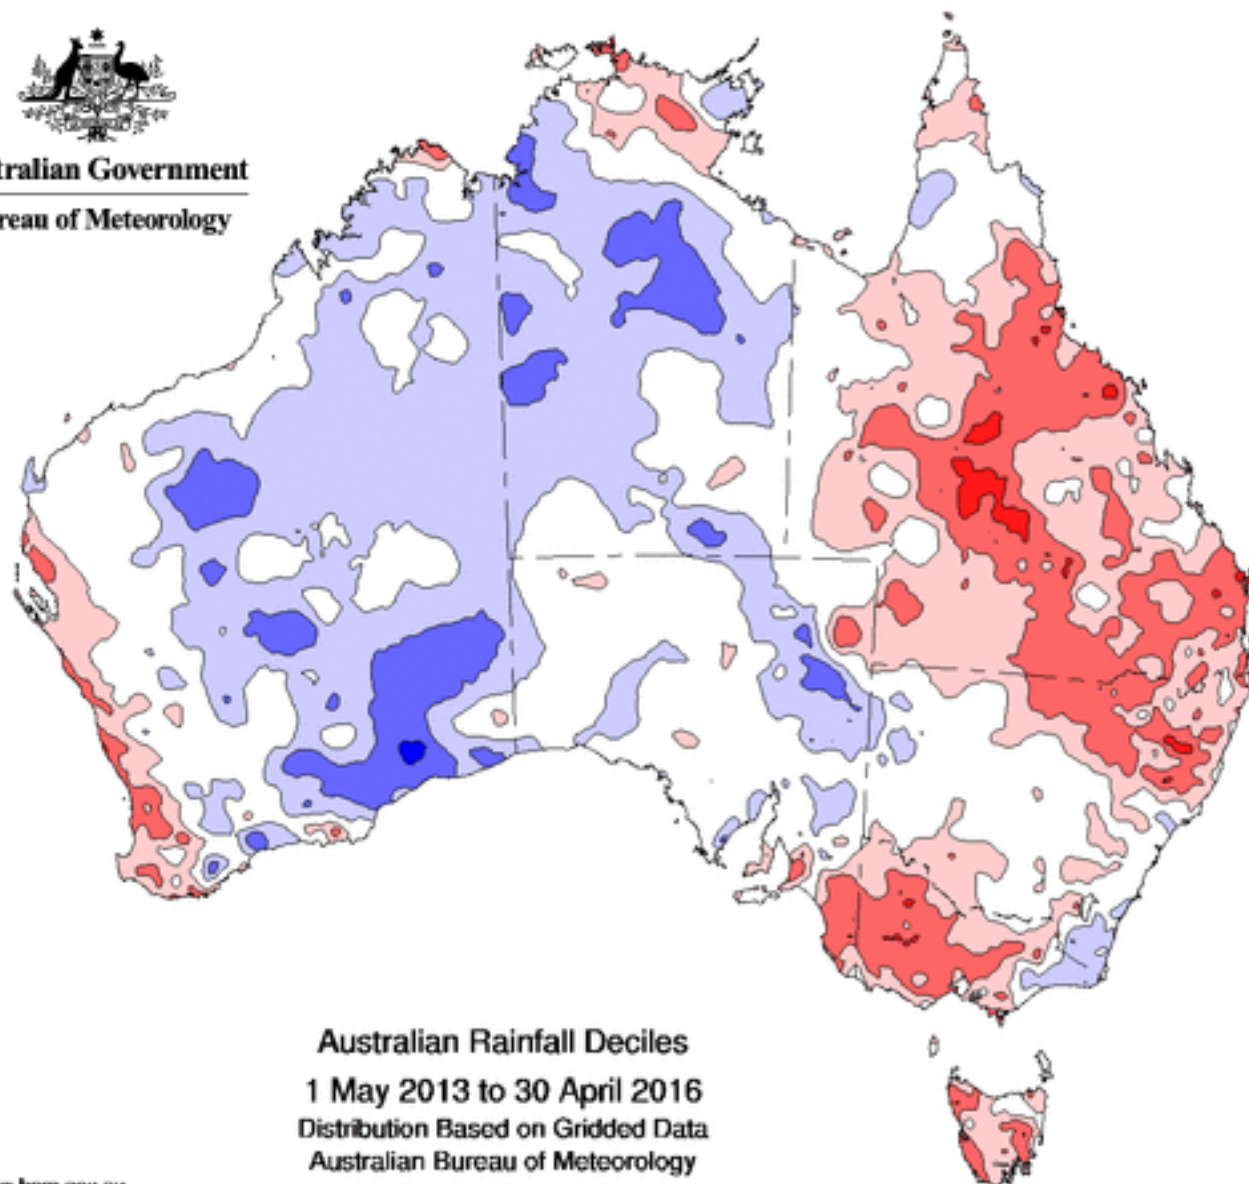 tralian Government
reau of Meteorology
Australian Rainfall Deciles
1 May 2013 to 30 April 2016
Distribution Based on Gridded Data
Australian Bureau of Meteorology